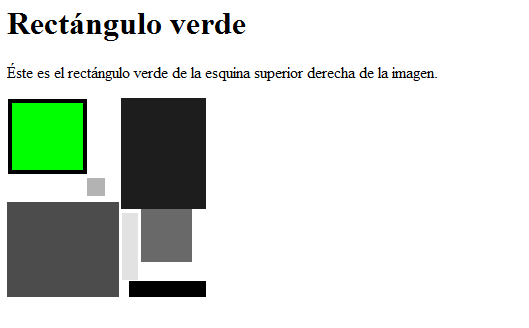 Rectángulo verde
Éste es el rectángulo verde de la esquina superior derecha de la imagen.